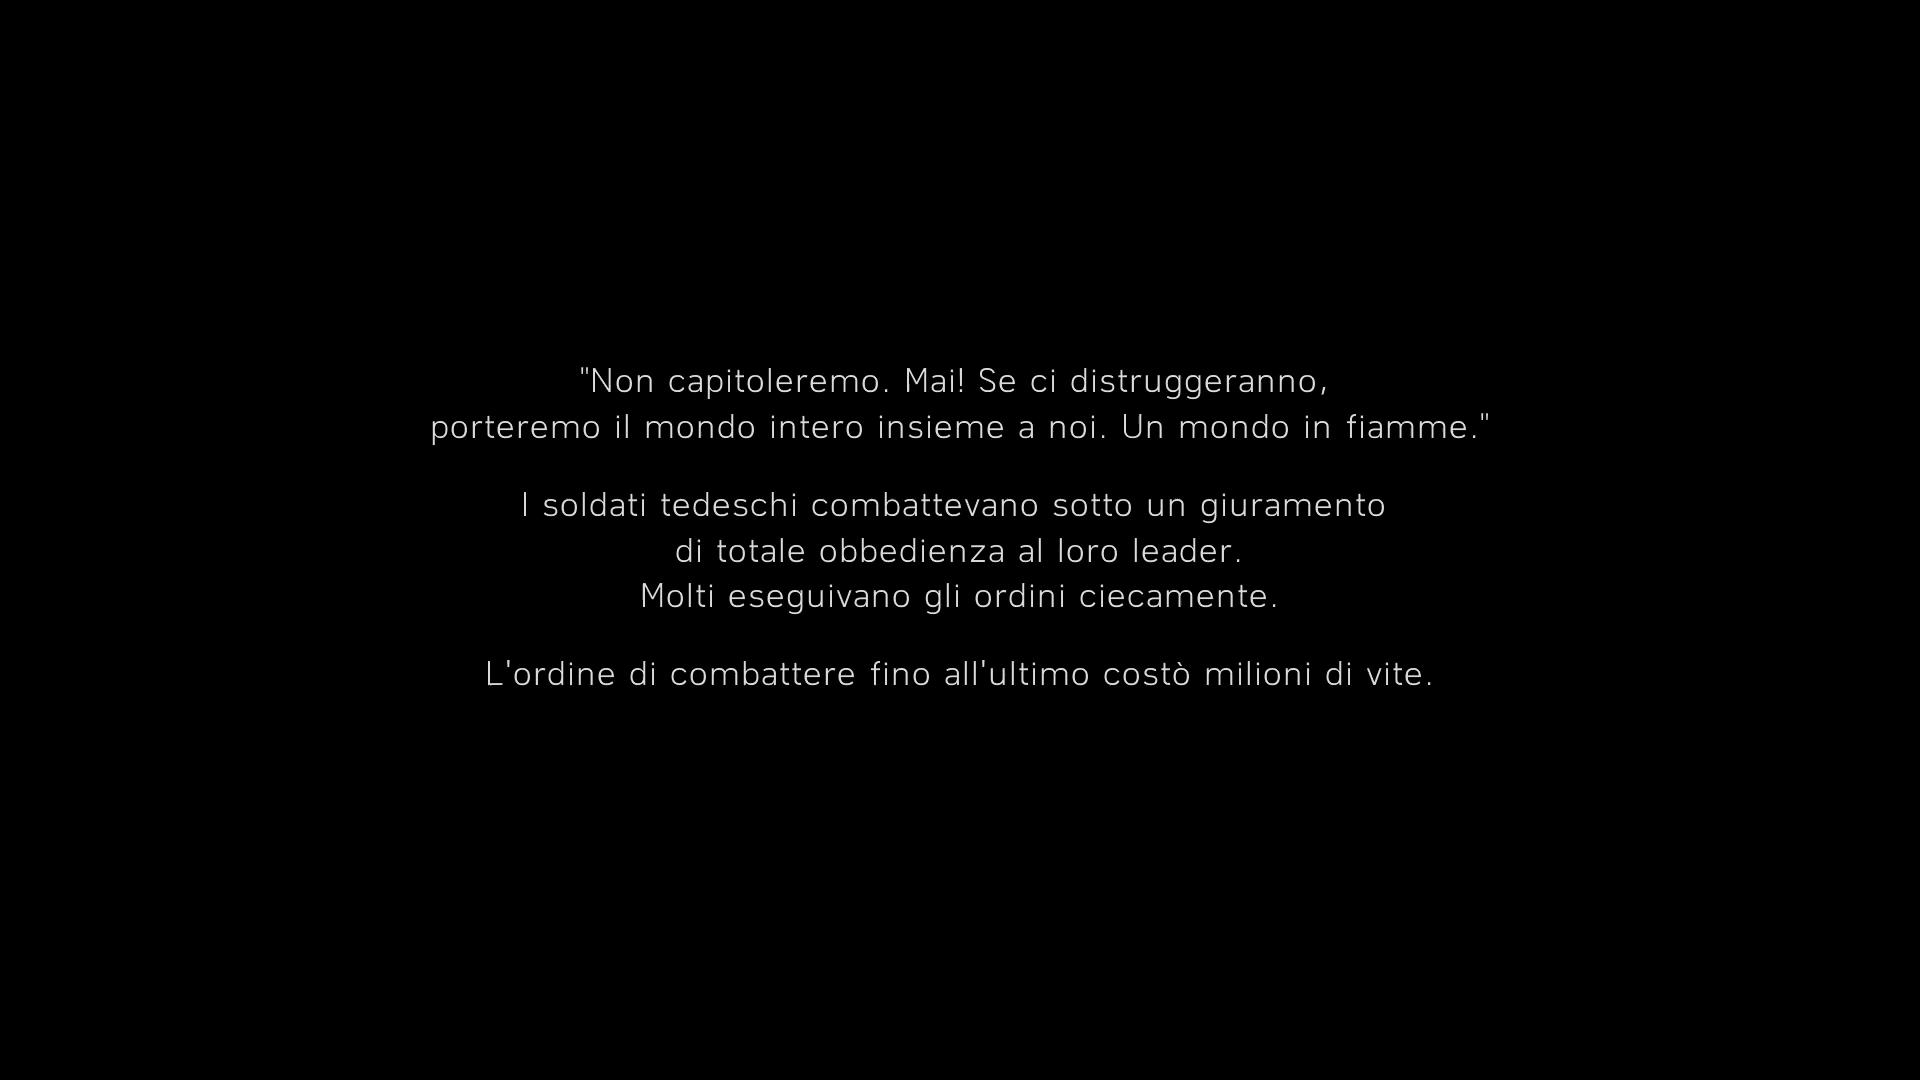 "Non capitoleremo. Mai! Se ci distruggeranno,
porteremo il mondo intero insieme a noi. Un mondo in fiamme."
I soldati tedeschi combattevano sotto un giuramento
di totale obbedienza al loro leader.
Molti eseguivano gli ordini ciecamente.
L'ordine di combattere fino all'ultimo costò milioni di vite.